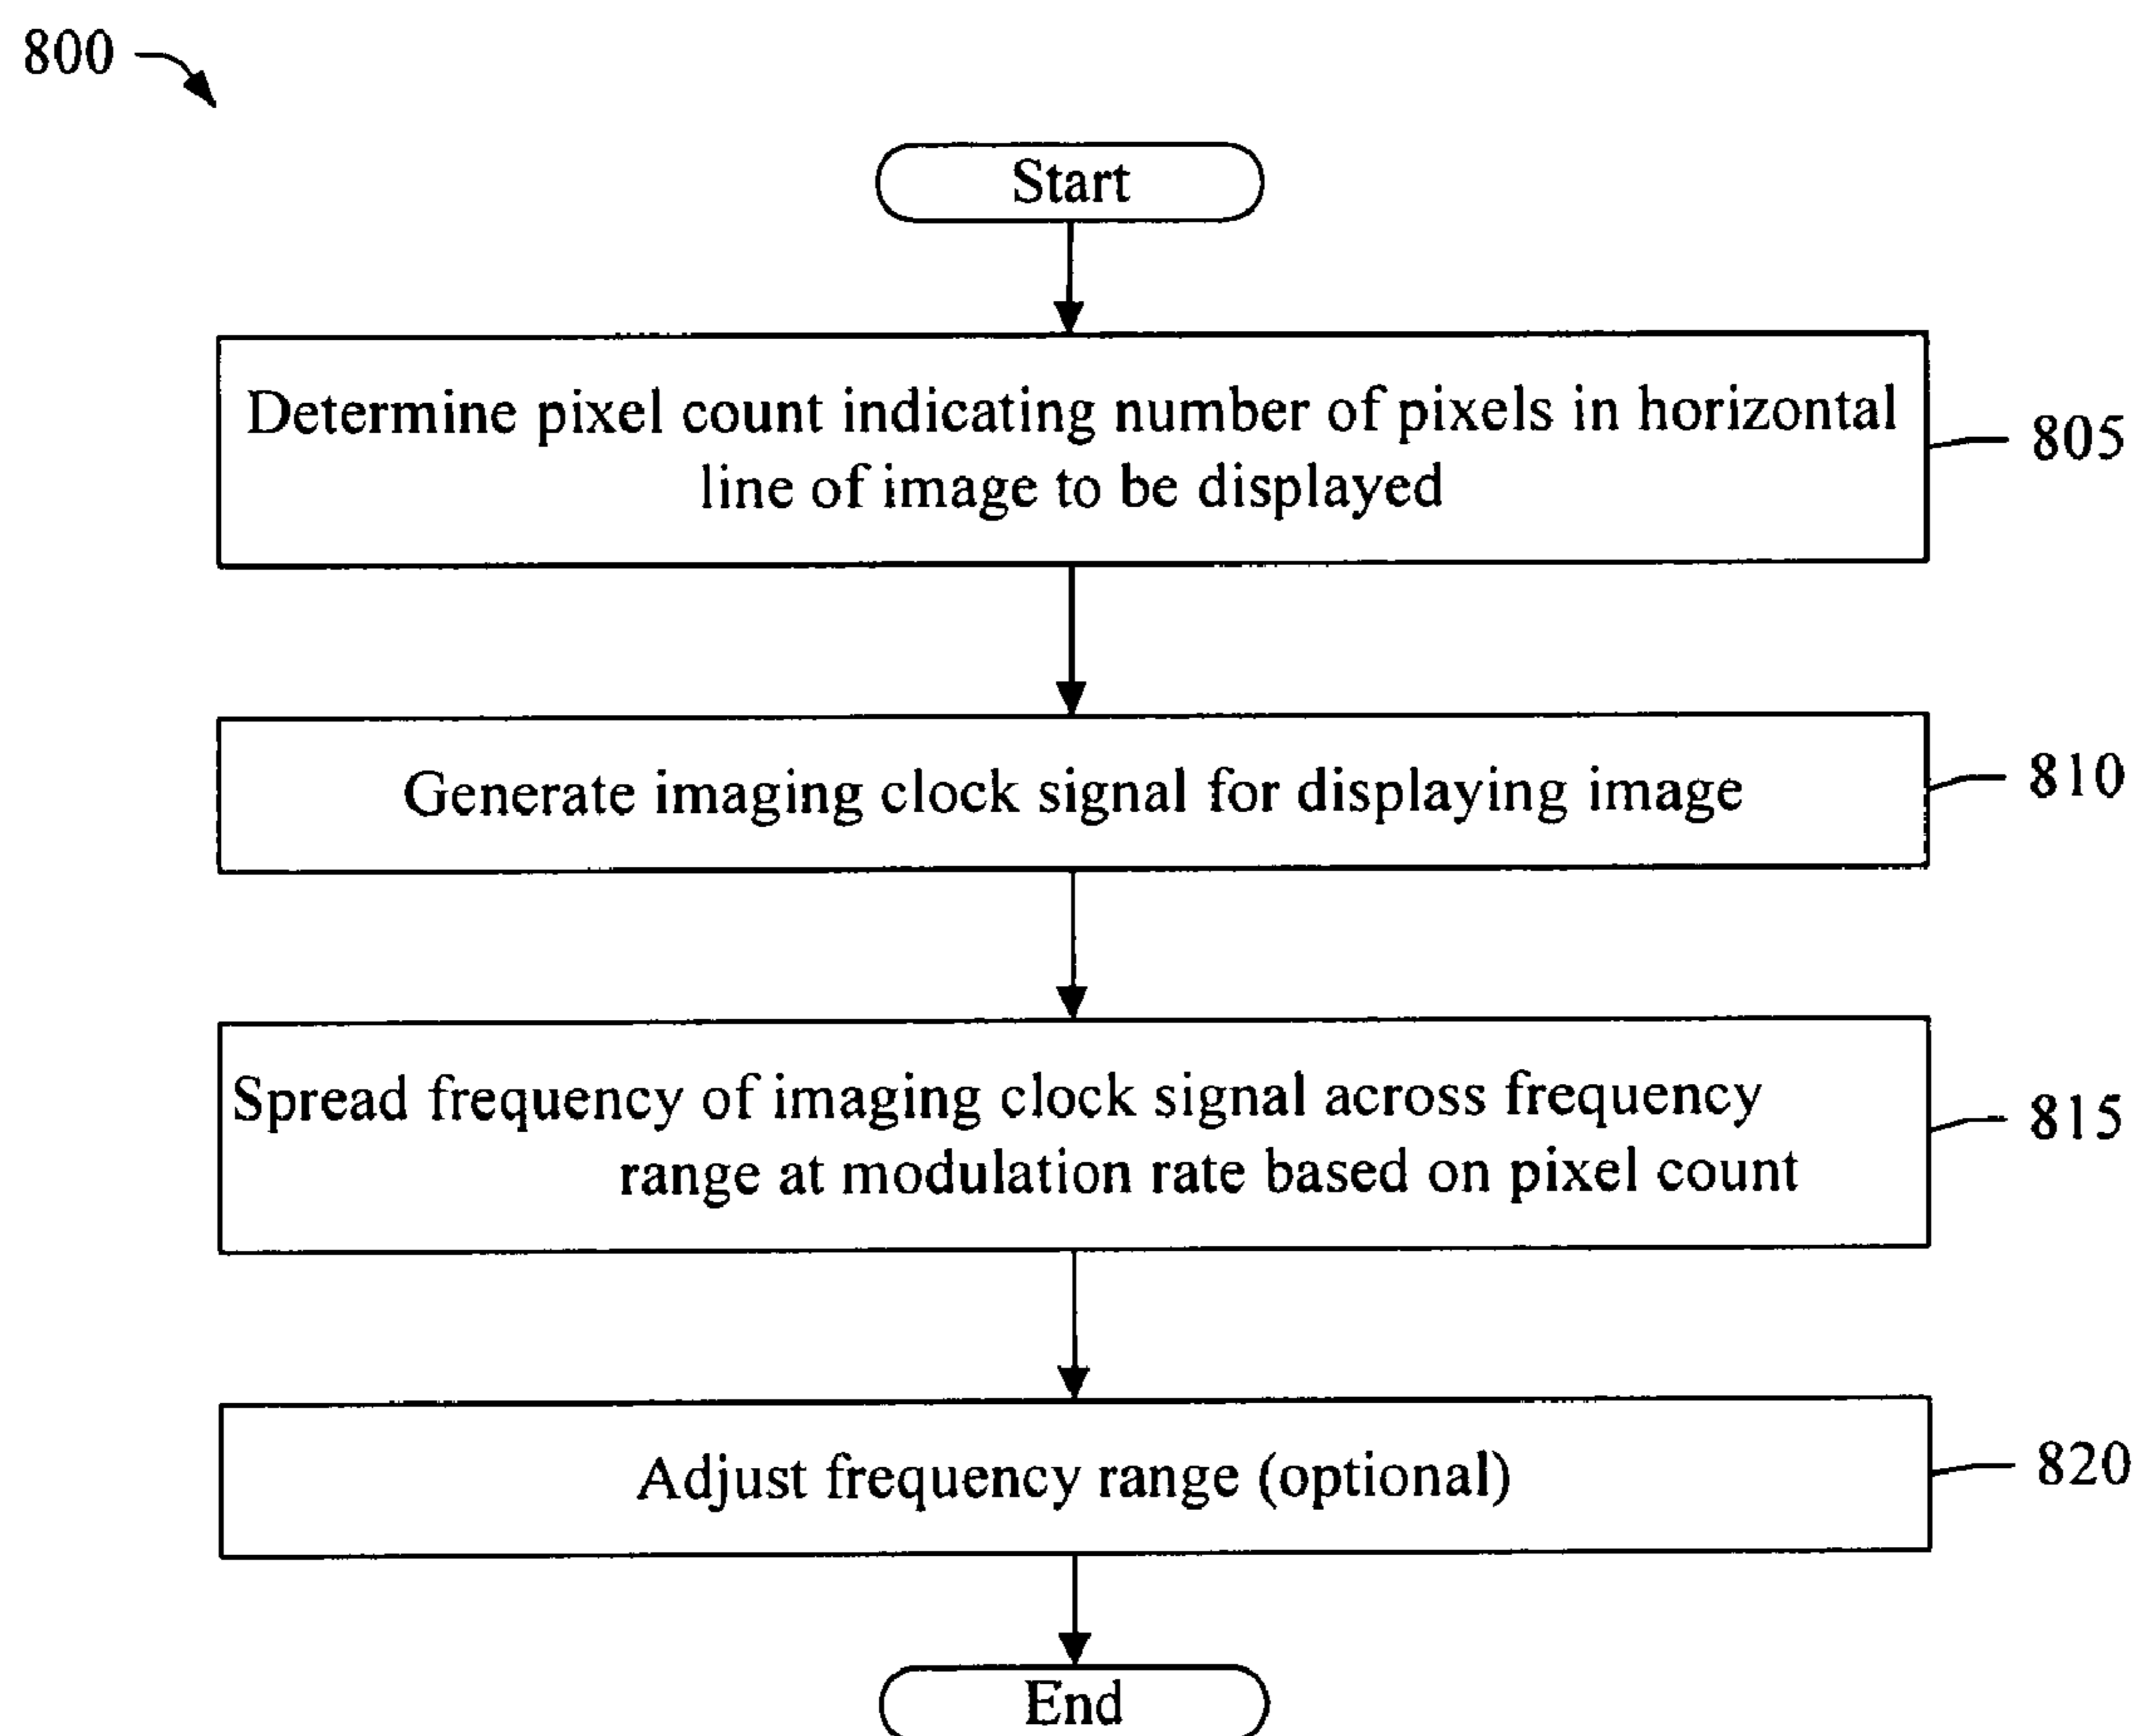 800
Start
Determine pixel count indicating number of pixels in horizontal
line of image to be displayed
805
Generate imaging clock signal for displaying image
810
Spread frequency of imaging clock signal across frequency
range at modulation rate based on pixel count
815
Adjust frequency range (optional)
820
End